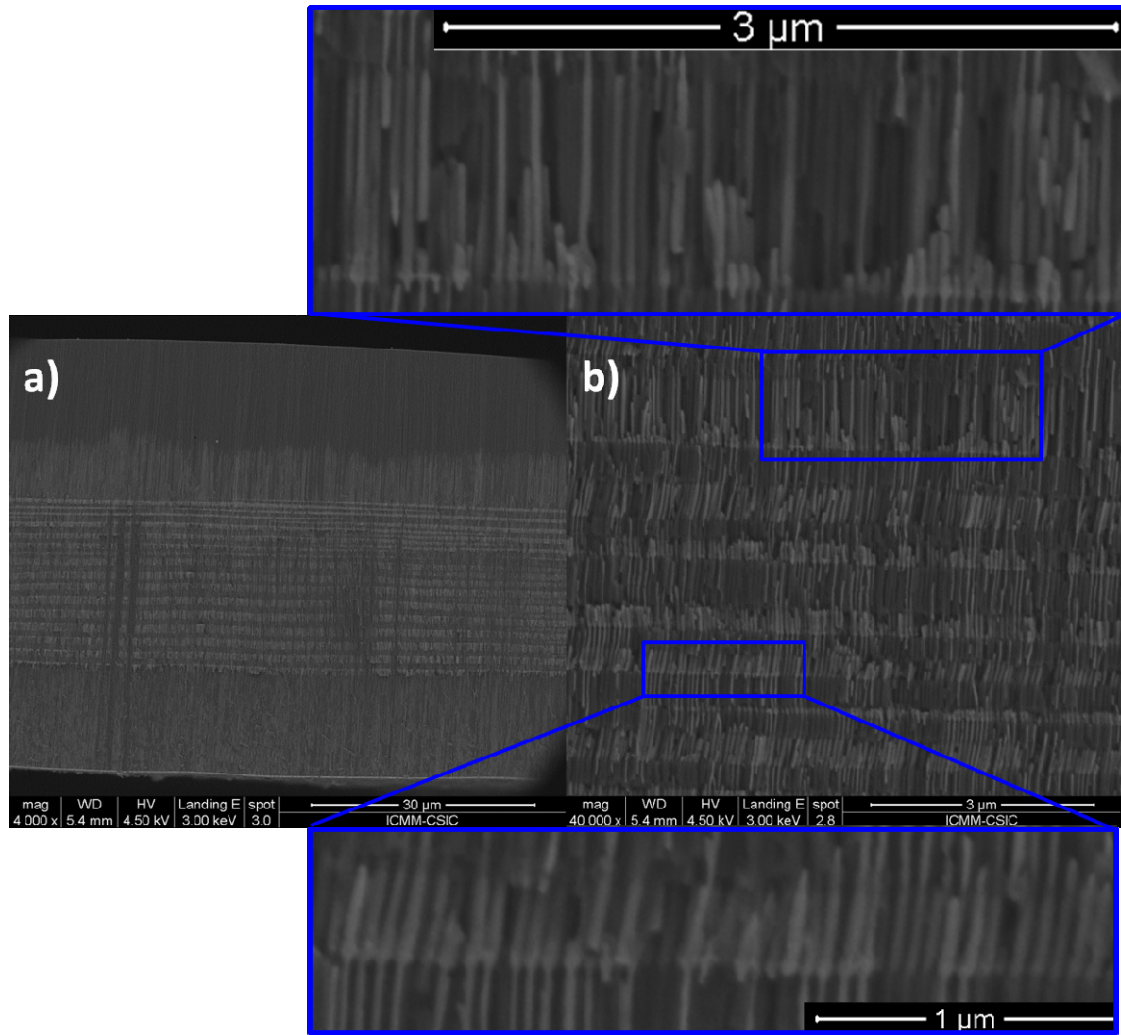 3 µm
a)
b)
mag WD HV Landing E spot 30 µm
4 000 x 5.4 mm 4.50 kV 3.00 keV 3.0 ICMM-CSIC
mag WD HV Landing E spot 3 µm
40 000 x 5.4 mm 4.50 kV 3.00 keV 2.8 ICMM-CSIC
1 µm